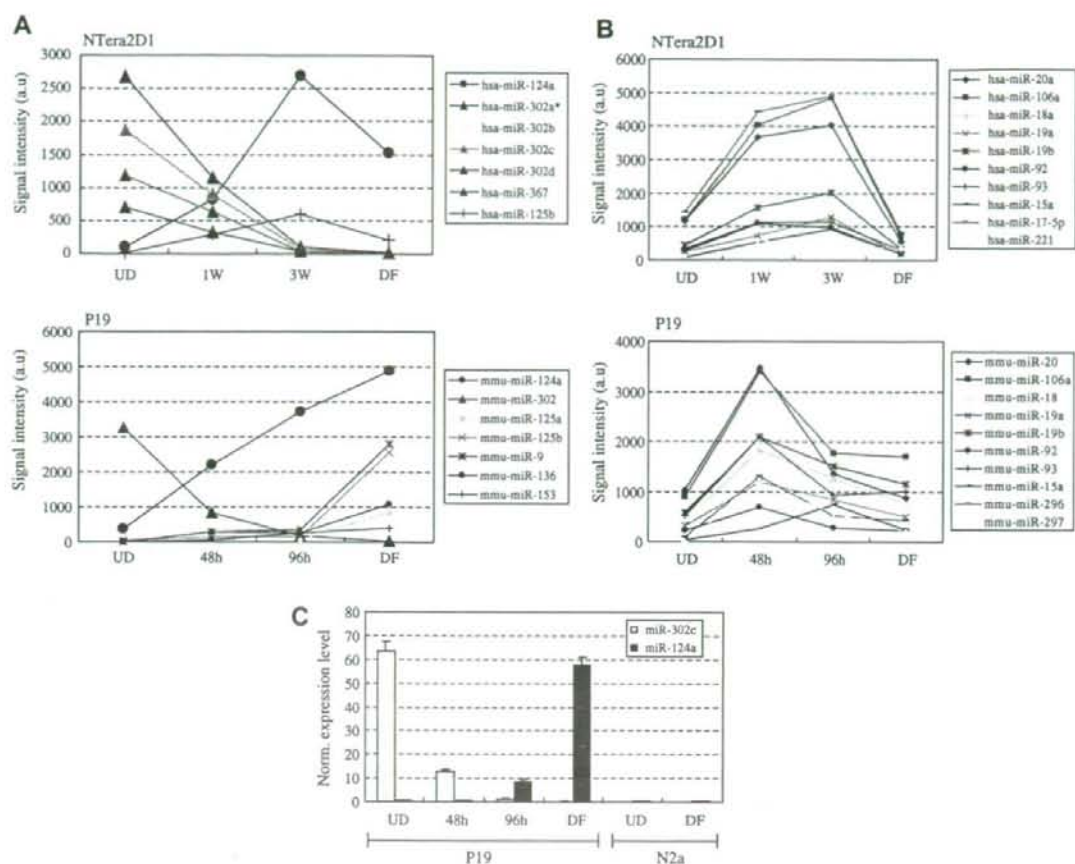 A
NTera2D1
Signal intensity (a.u)
3000
2500
2000
1500
1000
500
0
UD 1W 3W DF
hsa-miR-124a
hsa-miR-302a*
hsa-miR-302b
hsa-miR-302c
hsa-miR-302d
hsa-miR-367
hsa-miR-125b
P19
Signal intensity (a.u)
6000
5000
4000
3000
2000
1000
0
UD 48h 96h DF
mmu-miR-124a
mmu-miR-302
mmu-miR-125a
mmu-miR-125b
mmu-miR-9
mmu-miR-136
mmu-miR-153
B
NTera2D1
Signal intensity (a.u)
6000
5000
4000
3000
2000
1000
0
UD 1W 3W DF
hsa-miR-20a
hsa-miR-106a
hsa-miR-18a
hsa-miR-19a
hsa-miR-19b
hsa-miR-92
hsa-miR-93
hsa-miR-15a
hsa-miR-17-5p
hsa-miR-221
P19
Signal intensity (a.u)
4000
3000
2000
1000
0
UD 48h 96h DF
mmu-miR-20
mmu-miR-106a
mmu-miR-18
mmu-miR-19a
mmu-miR-19b
mmu-miR-92
mmu-miR-93
mmu-miR-15a
mmu-miR-296
mmu-miR-297
C
Norm. expression level
80
70
60
50
40
30
20
10
0
miR-302c
miR-124a
UD 48h 96h DF UD DF
P19 N2a